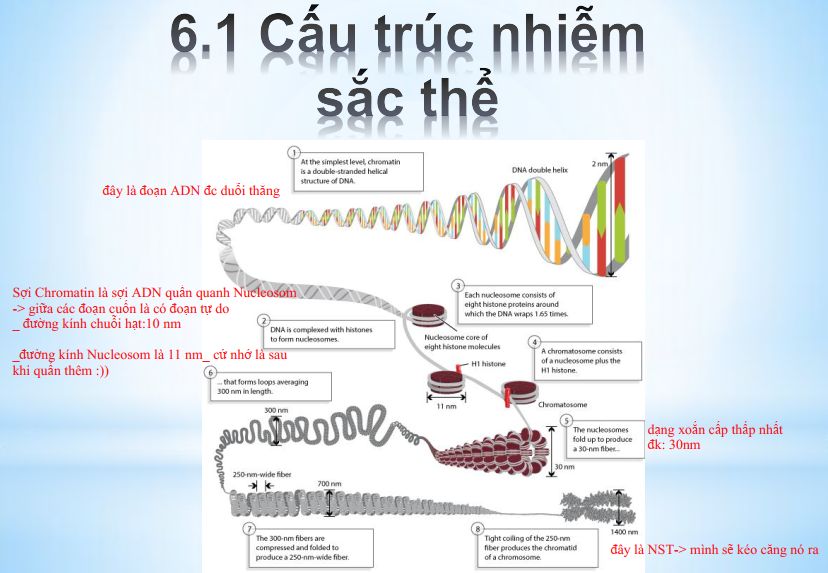 6.1 Cấu trúc nhiễm
sắc thể
1
At the simplest level, chromatin
is a double-stranded helical
structure of DNA.
DNA double helix
2 nm
đây là đoạn ADN đc duỗi thăng
Sợi Chromatin là sợi ADN quấn quanh Nucleosom
-> giữa các đoạn cuốn là có đoạn tự do
_ đường kính chuỗi hạt:10 nm
_đường kính Nucleosom là 11 nm_ cứ nhớ là sau
khi quấn thêm :))
2
DNA is complexed with histones
to form nucleosomes.
3
Each nucleosome consists of
eight histone proteins around
which the DNA wraps 1.65 times.
Nucleosome core of
eight histone molecules
4
A chromatosome consists
of a nucleosome plus the
H1 histone.
H1 histone
11 nm
Chromatosome
5
The nucleosomes
fold up to produce
a 30-nm fiber...
30 nm
dạng xoắn cấp thấp nhất
đk: 30nm
6
... that forms loops averaging
300 nm in length.
300 nm
250-nm-wide fiber
700 nm
7
The 300-nm fibers are
compressed and folded to
produce a 250-nm-wide fiber.
8
Tight coiling of the 250-nm
fiber produces the chromatid
of a chromosome.
1400 nm
đây là NST-> mình sẽ kéo căng nó ra